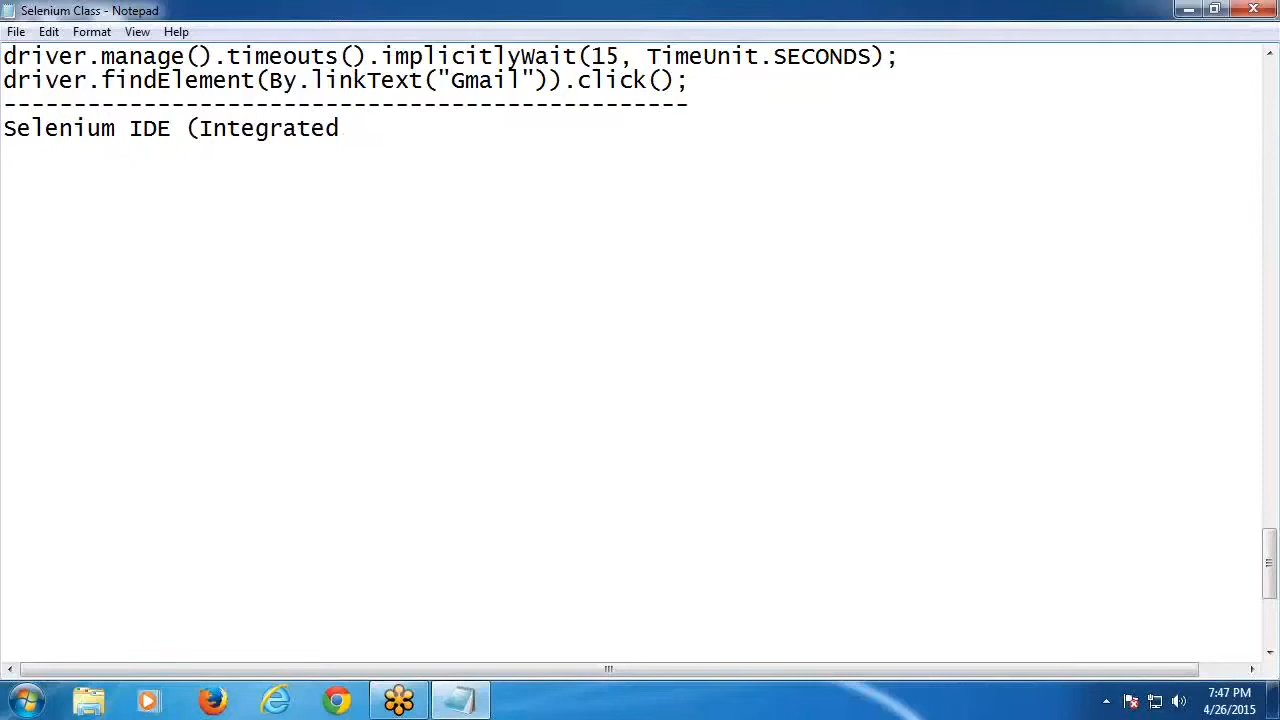 Selenium Class - Notepad
File Edit Format View Help
driver.manage().timeouts().implicitlyWait(15, TimeUnit.SECONDS);
driver.findElement(By.linkText("Gmail")).click();
-------------------------------------------------
Selenium IDE (Integrated
7:47 PM
4/26/2015